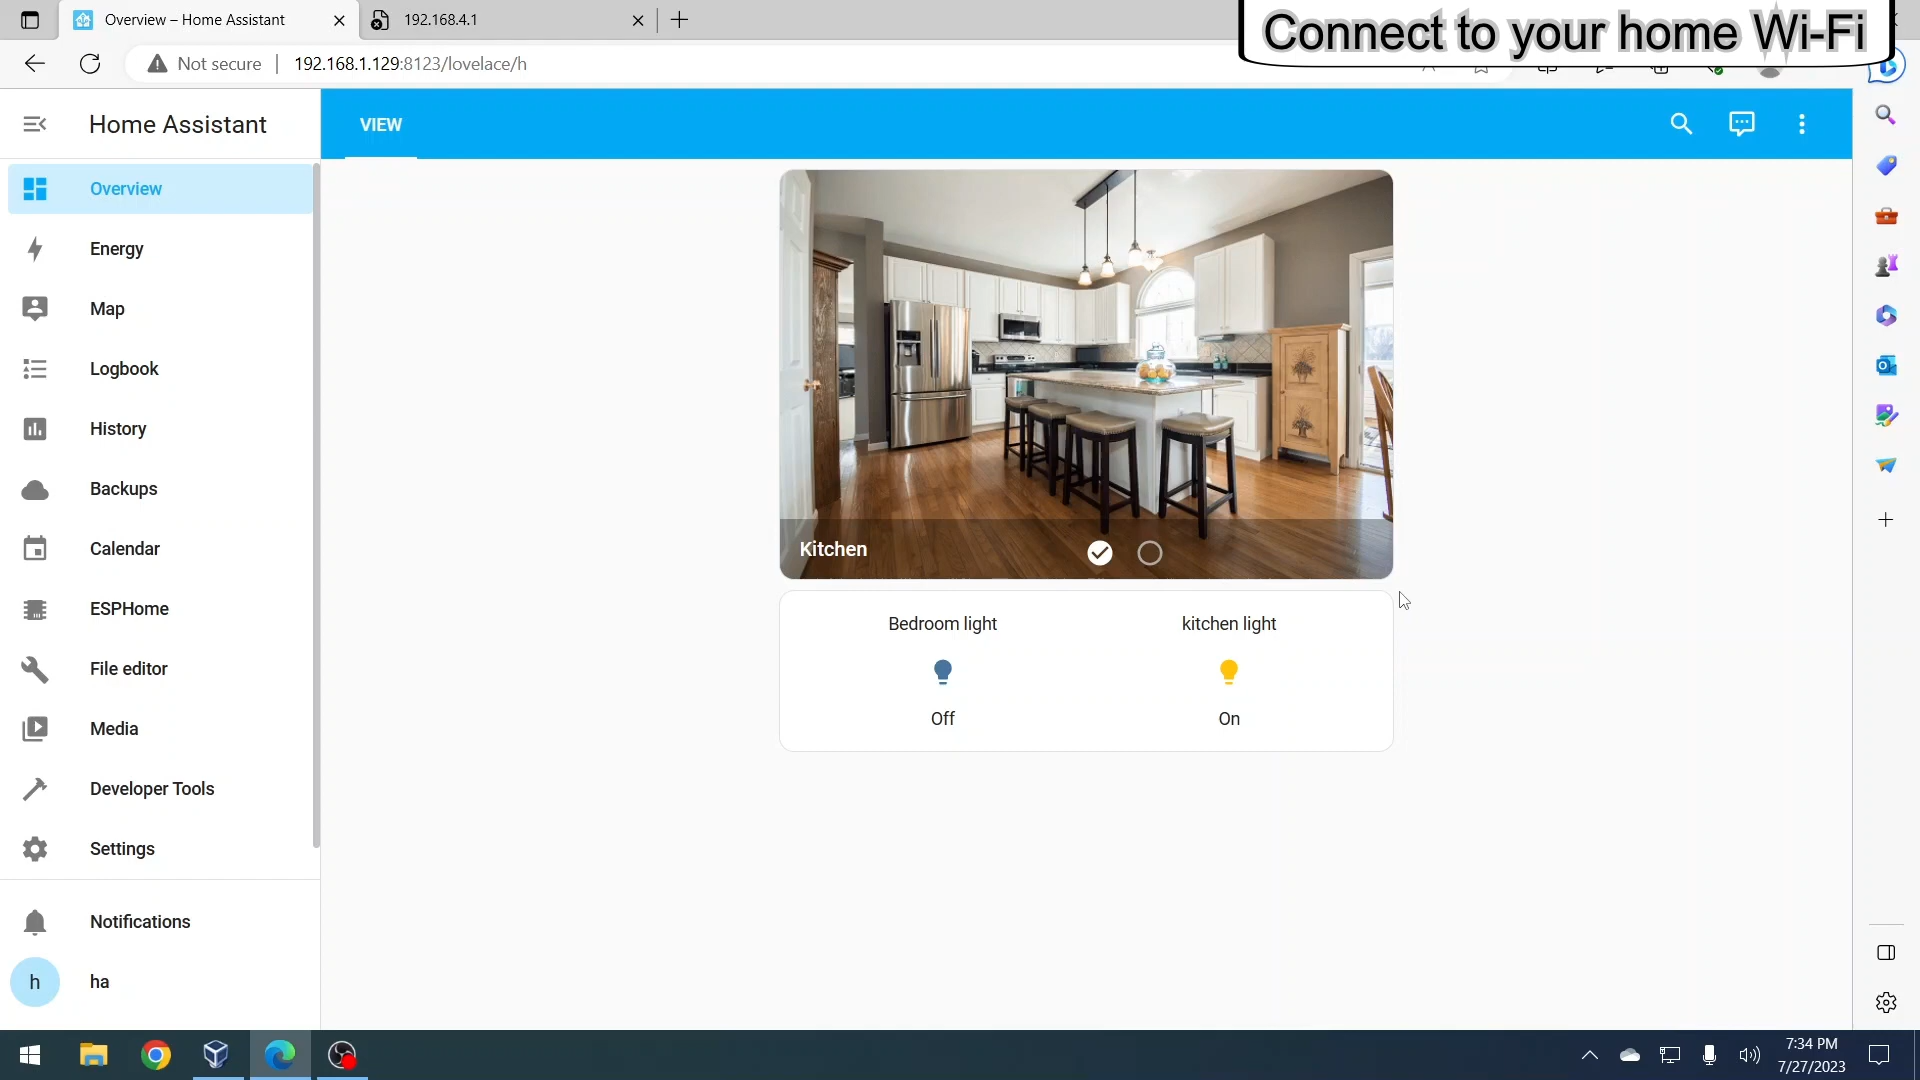 Overview – Home Assistant
192.168.4.1
Connect to your home Wi-Fi
Not secure
192.168.1.129:8123/lovelace/h
Home Assistant
VIEW
Overview
Energy
Map
Logbook
History
Backups
Calendar
ESPHome
File editor
Media
Developer Tools
Settings
Notifications
h
ha
Kitchen
Bedroom light
kitchen light
Off
On
7:34 PM
7/27/2023